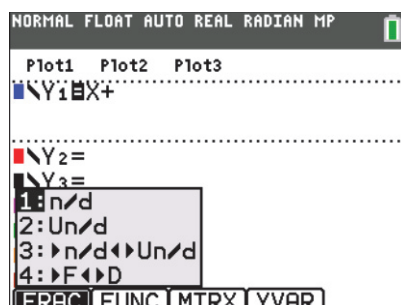 NORMAL FLOAT AUTO REAL RADIAN MP
Plot1 Plot2 Plot3
\Y1=X+
\Y2=
\Y3=
1:n/d
2:Un/d
3:▸n/d◂▸Un/d
4:▸F◂▸D
FRAC FUNC MTRX YVAR